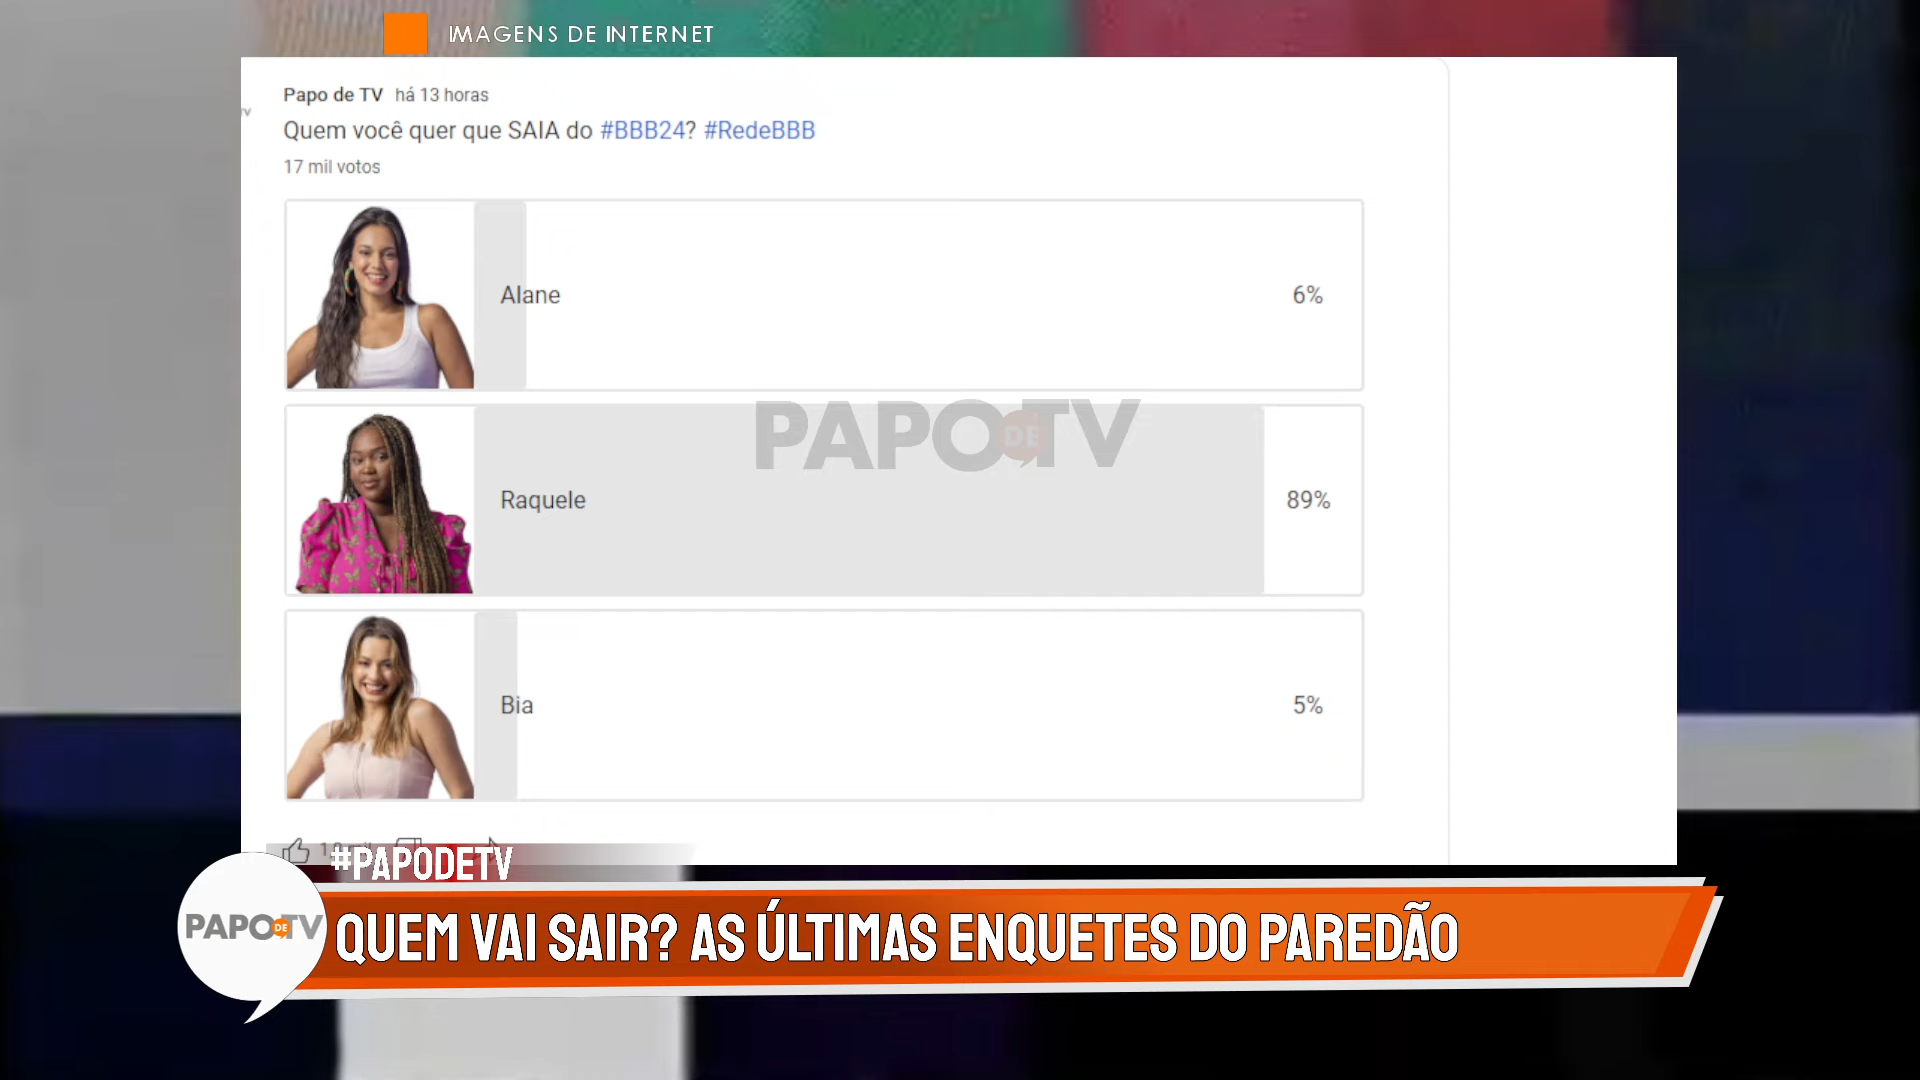 IMAGENS DE INTERNET
Papo de TV há 13 horas
Quem você quer que SAIA do #BBB24? #RedeBBB
17 mil votos
Alane 6%
PAPO DE TV
Raquele 89%
Bia 5%
#PAPODETV
PAPO DE TV
QUEM VAI SAIR? AS ÚLTIMAS ENQUETES DO PAREDÃO